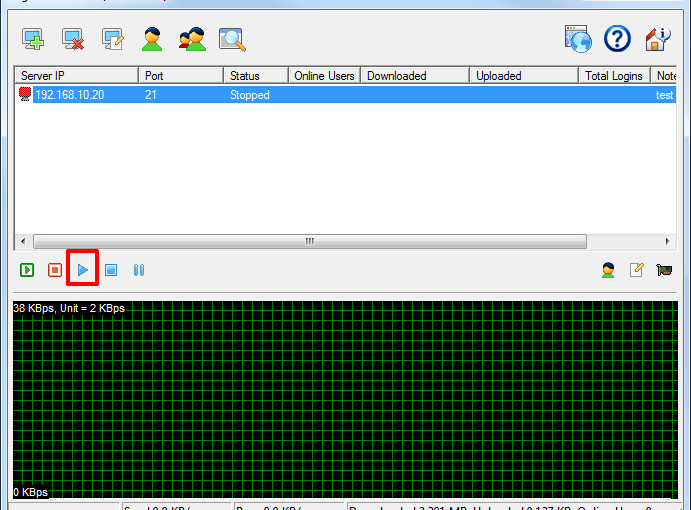 Server IP Port Status Online Users Downloaded Uploaded Total Logins Note
192.168.10.20 21 Stopped test
38 KBps, Unit = 2 KBps
0 KBps